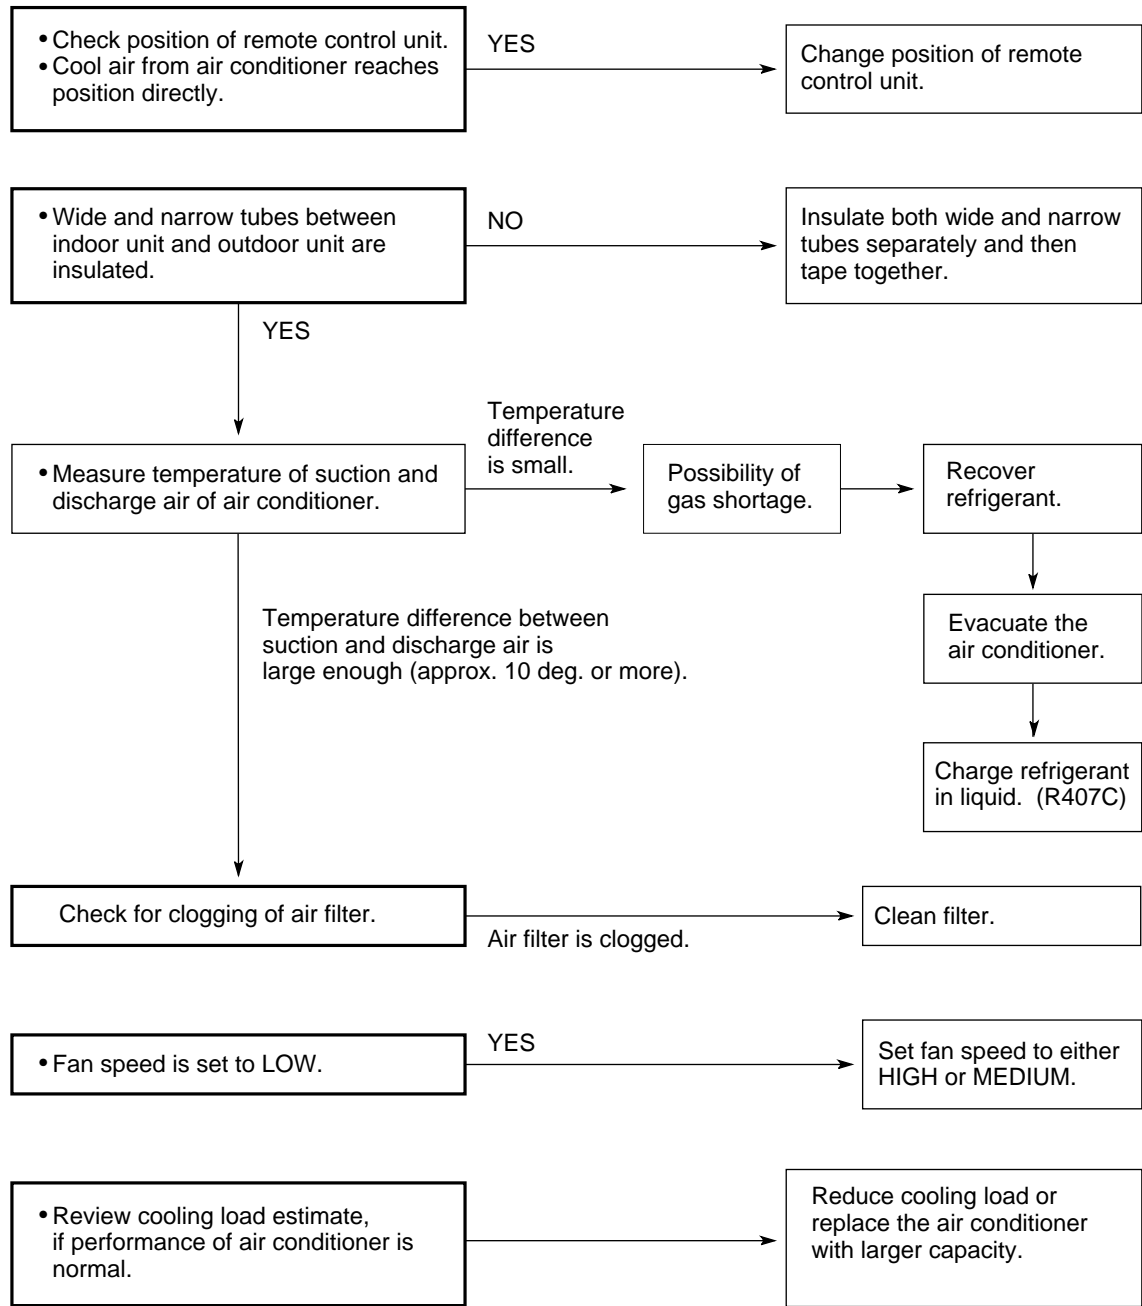 • Check position of remote control unit.
• Cool air from air conditioner reaches
position directly.
YES
Change position of remote
control unit.
• Wide and narrow tubes between
indoor unit and outdoor unit are
insulated.
NO
Insulate both wide and narrow
tubes separately and then
tape together.
YES
• Measure temperature of suction and
discharge air of air conditioner.
Temperature
difference
is small.
Possibility of
gas shortage.
Recover
refrigerant.
Evacuate the
air conditioner.
Charge refrigerant
in liquid. (R407C)
Temperature difference between
suction and discharge air is
large enough (approx. 10 deg. or more).
Check for clogging of air filter.
Air filter is clogged.
Clean filter.
• Fan speed is set to LOW.
YES
Set fan speed to either
HIGH or MEDIUM.
• Review cooling load estimate,
if performance of air conditioner is
normal.
Reduce cooling load or
replace the air conditioner
with larger capacity.